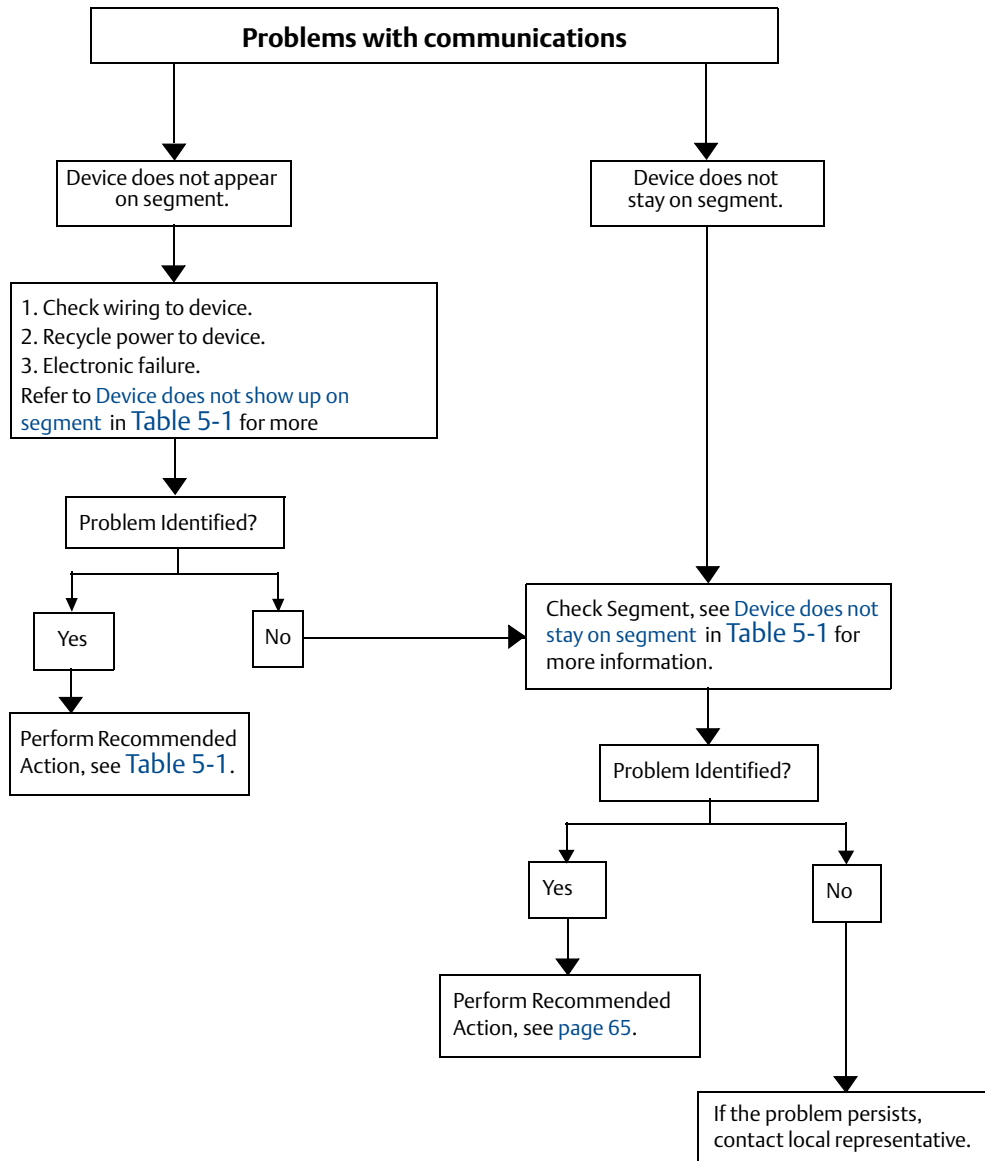 Problems with communications
Device does not appear
on segment.
Device does not
stay on segment.
1. Check wiring to device.
2. Recycle power to device.
3. Electronic failure.
Refer to Device does not show up on
segment in Table 5-1 for more
Problem Identified?
Yes
No
Perform Recommended
Action, see Table 5-1.
Check Segment, see Device does not
stay on segment in Table 5-1 for
more information.
Problem Identified?
Yes
No
Perform Recommended
Action, see page 65.
If the problem persists,
contact local representative.